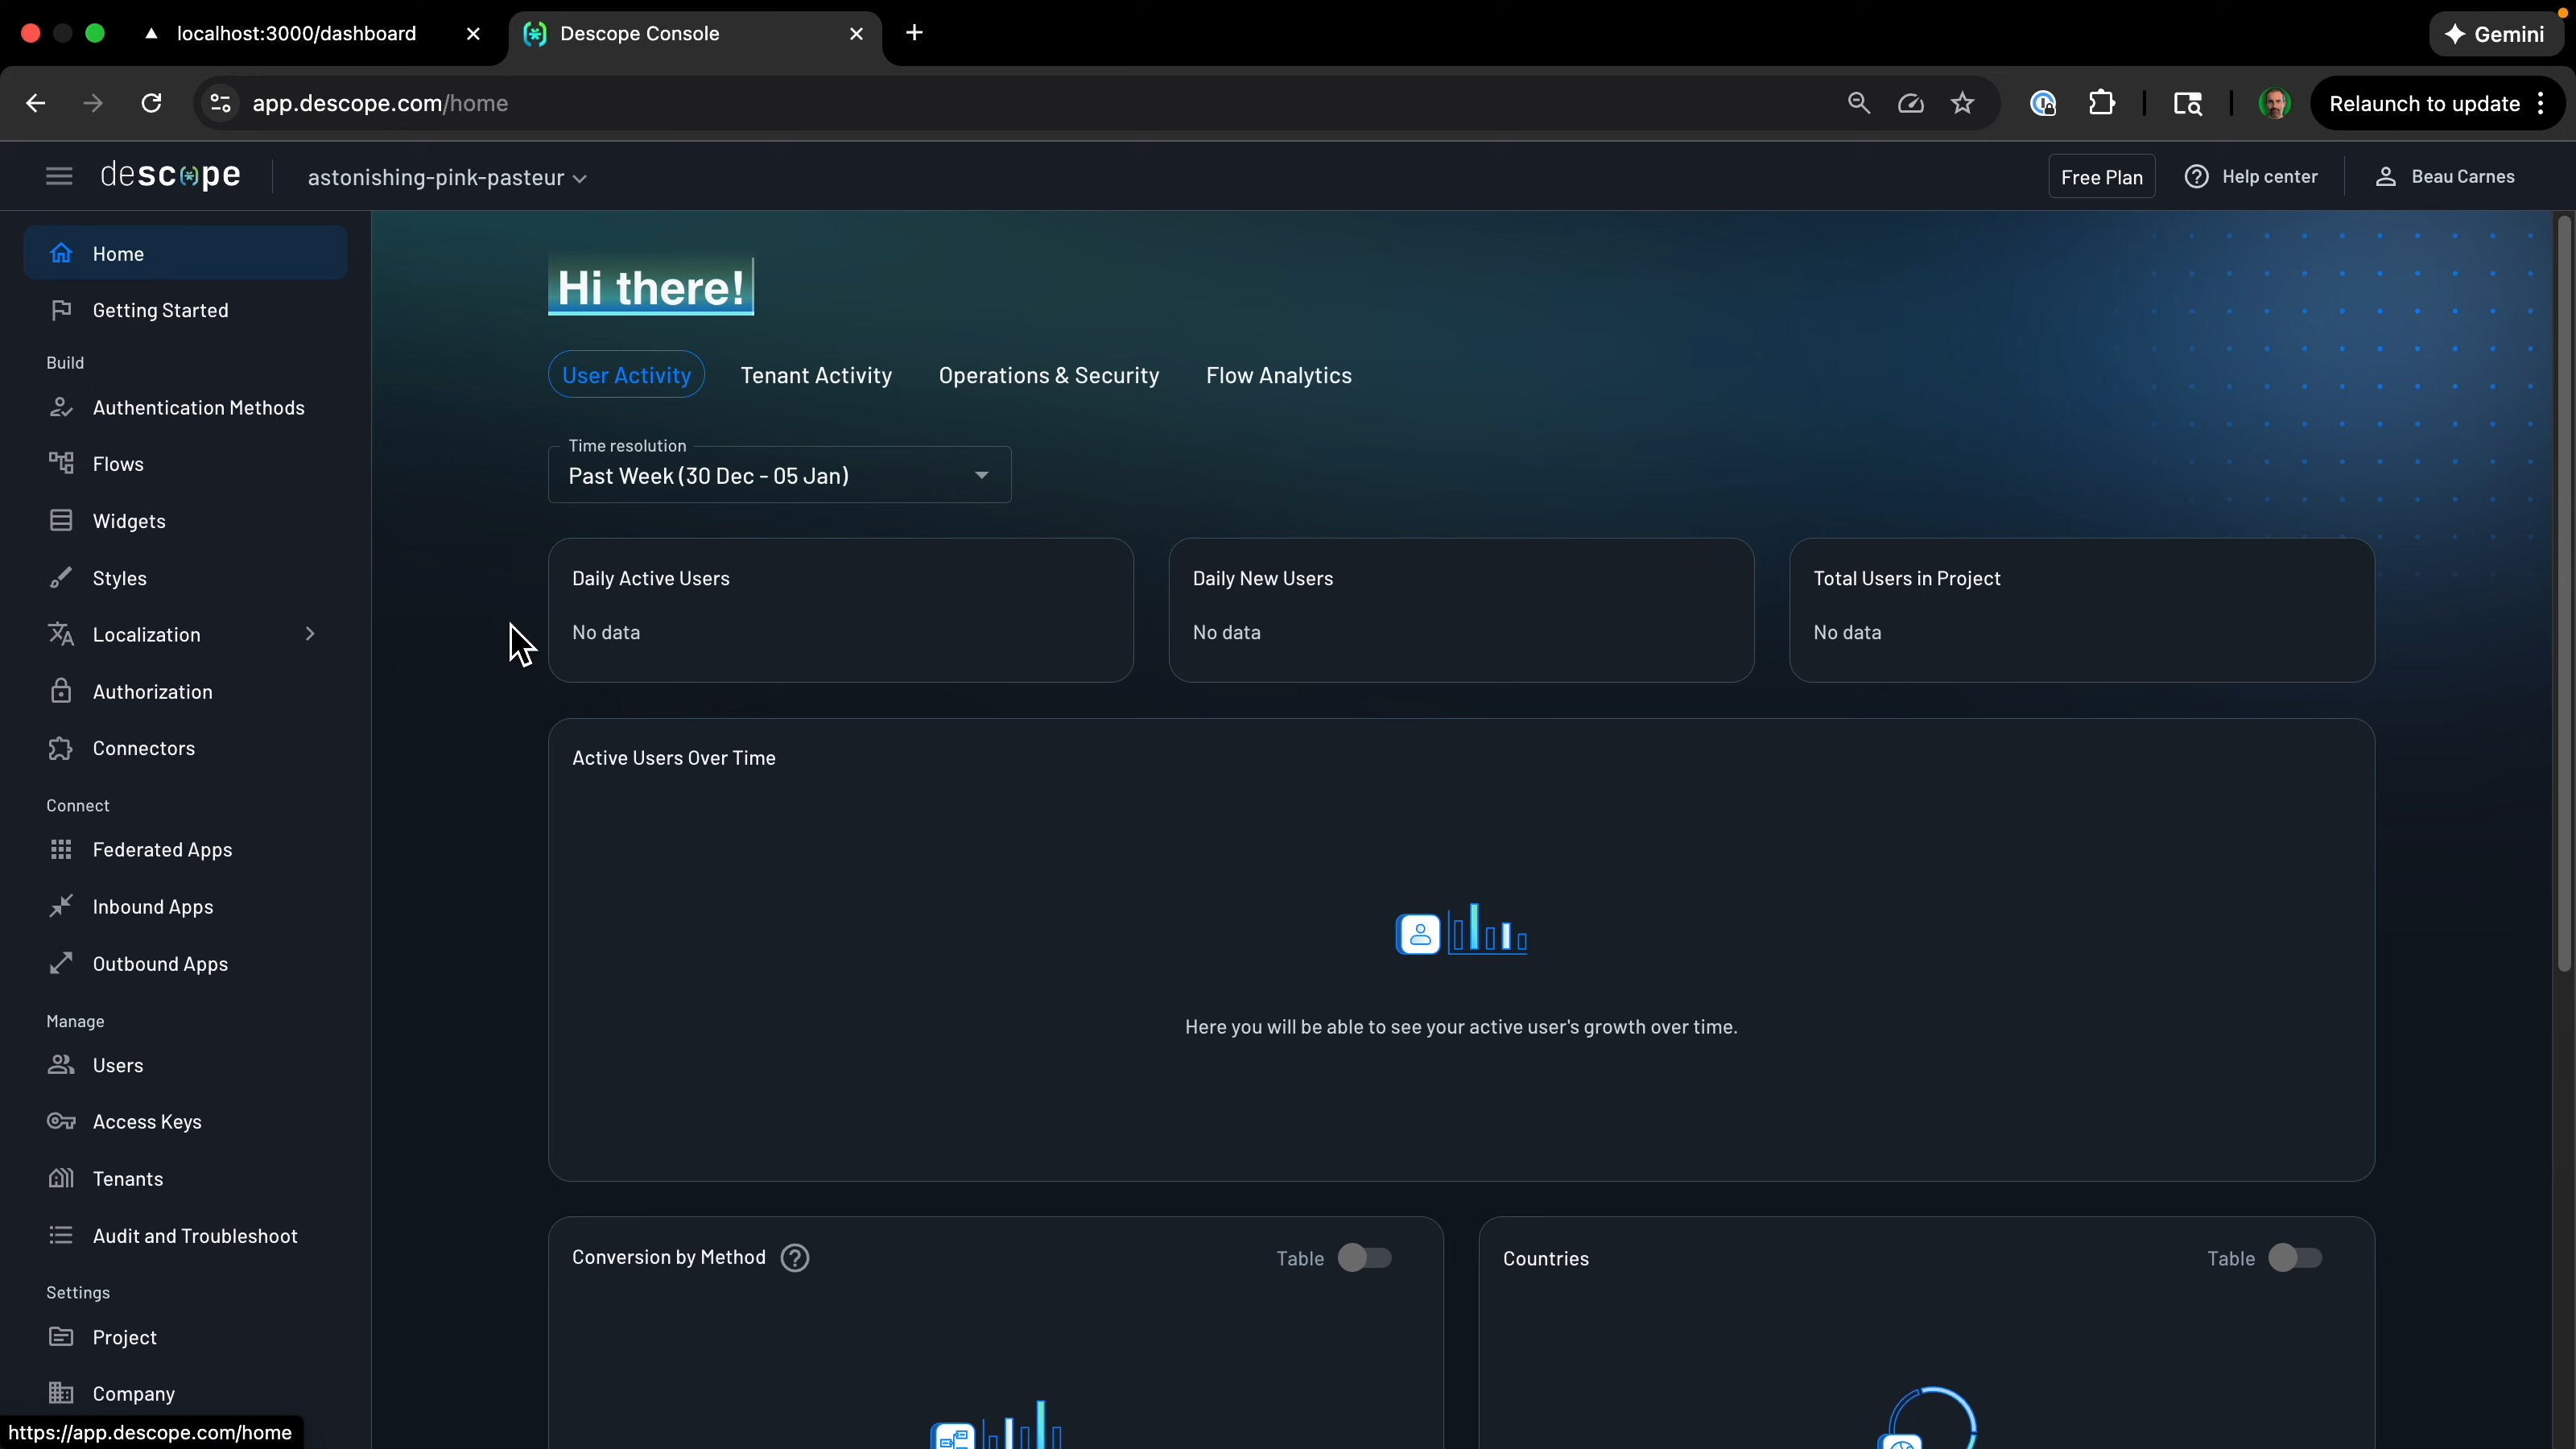 localhost:3000/dashboard
Descope Console
Gemini
app.descope.com/home
Relaunch to update
descope
astonishing-pink-pasteur
Free Plan
Help center
Beau Carnes
Home
Getting Started
Build
Authentication Methods
Flows
Widgets
Styles
Localization
Authorization
Connectors
Connect
Federated Apps
Inbound Apps
Outbound Apps
Manage
Users
Access Keys
Tenants
Audit and Troubleshoot
Settings
Project
Company
https://app.descope.com/home
Hi there!
User Activity
Tenant Activity
Operations & Security
Flow Analytics
Time resolution
Past Week (30 Dec - 05 Jan)
Daily Active Users
No data
Daily New Users
No data
Total Users in Project
No data
Active Users Over Time
Here you will be able to see your active user's growth over time.
Conversion by Method
Table
Countries
Table